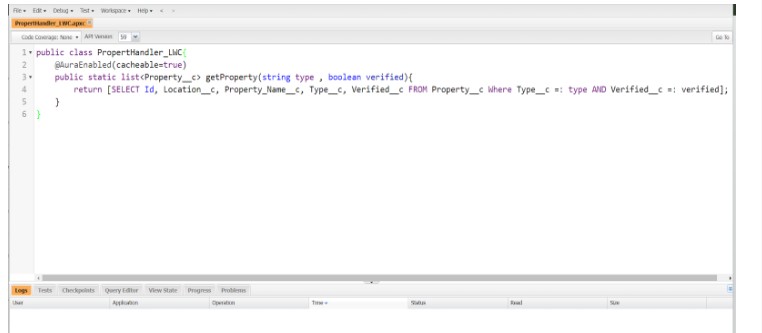 File • Edit • Debug • Test • Workspace • Help • < >
PropertHandler_LWC.apxc
Code Coverage: None • API Version: 50 Go To
1 public class PropertHandler_LWC{
2 @AuraEnabled(cacheable=true)
3 public static list<Property__c> getProperty(string type , boolean verified){
4 return [SELECT Id, Location__c, Property_Name__c, Type__c, Verified__c FROM Property__c Where Type__c =: type AND Verified__c =: verified];
5 }
6 }
Logs Tests Checkpoints Query Editor View State Progress Problems
User Application Operation Time Status Read Size